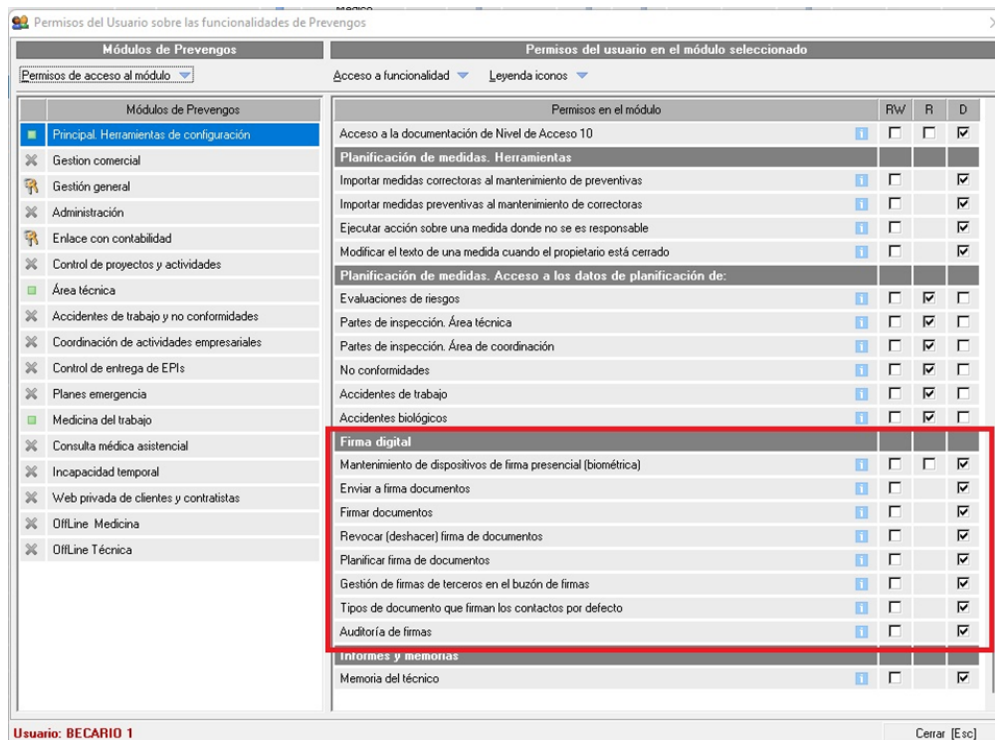 Permisos del Usuario sobre las funcionalidades de Prevengos
Módulos de Prevengos
Permisos del usuario en el módulo seleccionado
Permisos de acceso al módulo
Acceso a funcionalidad
Leyenda iconos
Módulos de Prevengos
Principal. Herramientas de configuración
Gestion comercial
Gestión general
Administración
Enlace con contabilidad
Control de proyectos y actividades
Área técnica
Accidentes de trabajo y no conformidades
Coordinación de actividades empresariales
Control de entrega de EPIs
Planes emergencia
Medicina del trabajo
Consulta médica asistencial
Incapacidad temporal
Web privada de clientes y contratistas
OffLine Medicina
OffLine Técnica
Permisos en el módulo RW R D
Acceso a la documentación de Nivel de Acceso 10
Planificación de medidas. Herramientas
Importar medidas correctoras al mantenimiento de preventivas
Importar medidas preventivas al mantenimiento de correctoras
Ejecutar acción sobre una medida donde no se es responsable
Modificar el texto de una medida cuando el propietario está cerrado
Planificación de medidas. Acceso a los datos de planificación de:
Evaluaciones de riesgos
Partes de inspección. Área técnica
Partes de inspección. Área de coordinación
No conformidades
Accidentes de trabajo
Accidentes biológicos
Firma digital
Mantenimiento de dispositivos de firma presencial (biométrica)
Enviar a firma documentos
Firmar documentos
Revocar (deshacer) firma de documentos
Planificar firma de documentos
Gestión de firmas de terceros en el buzón de firmas
Tipos de documento que firman los contactos por defecto
Auditoría de firmas
Informes y memorias
Memoria del técnico
Usuario: BECARIO 1
Cerrar [Esc]